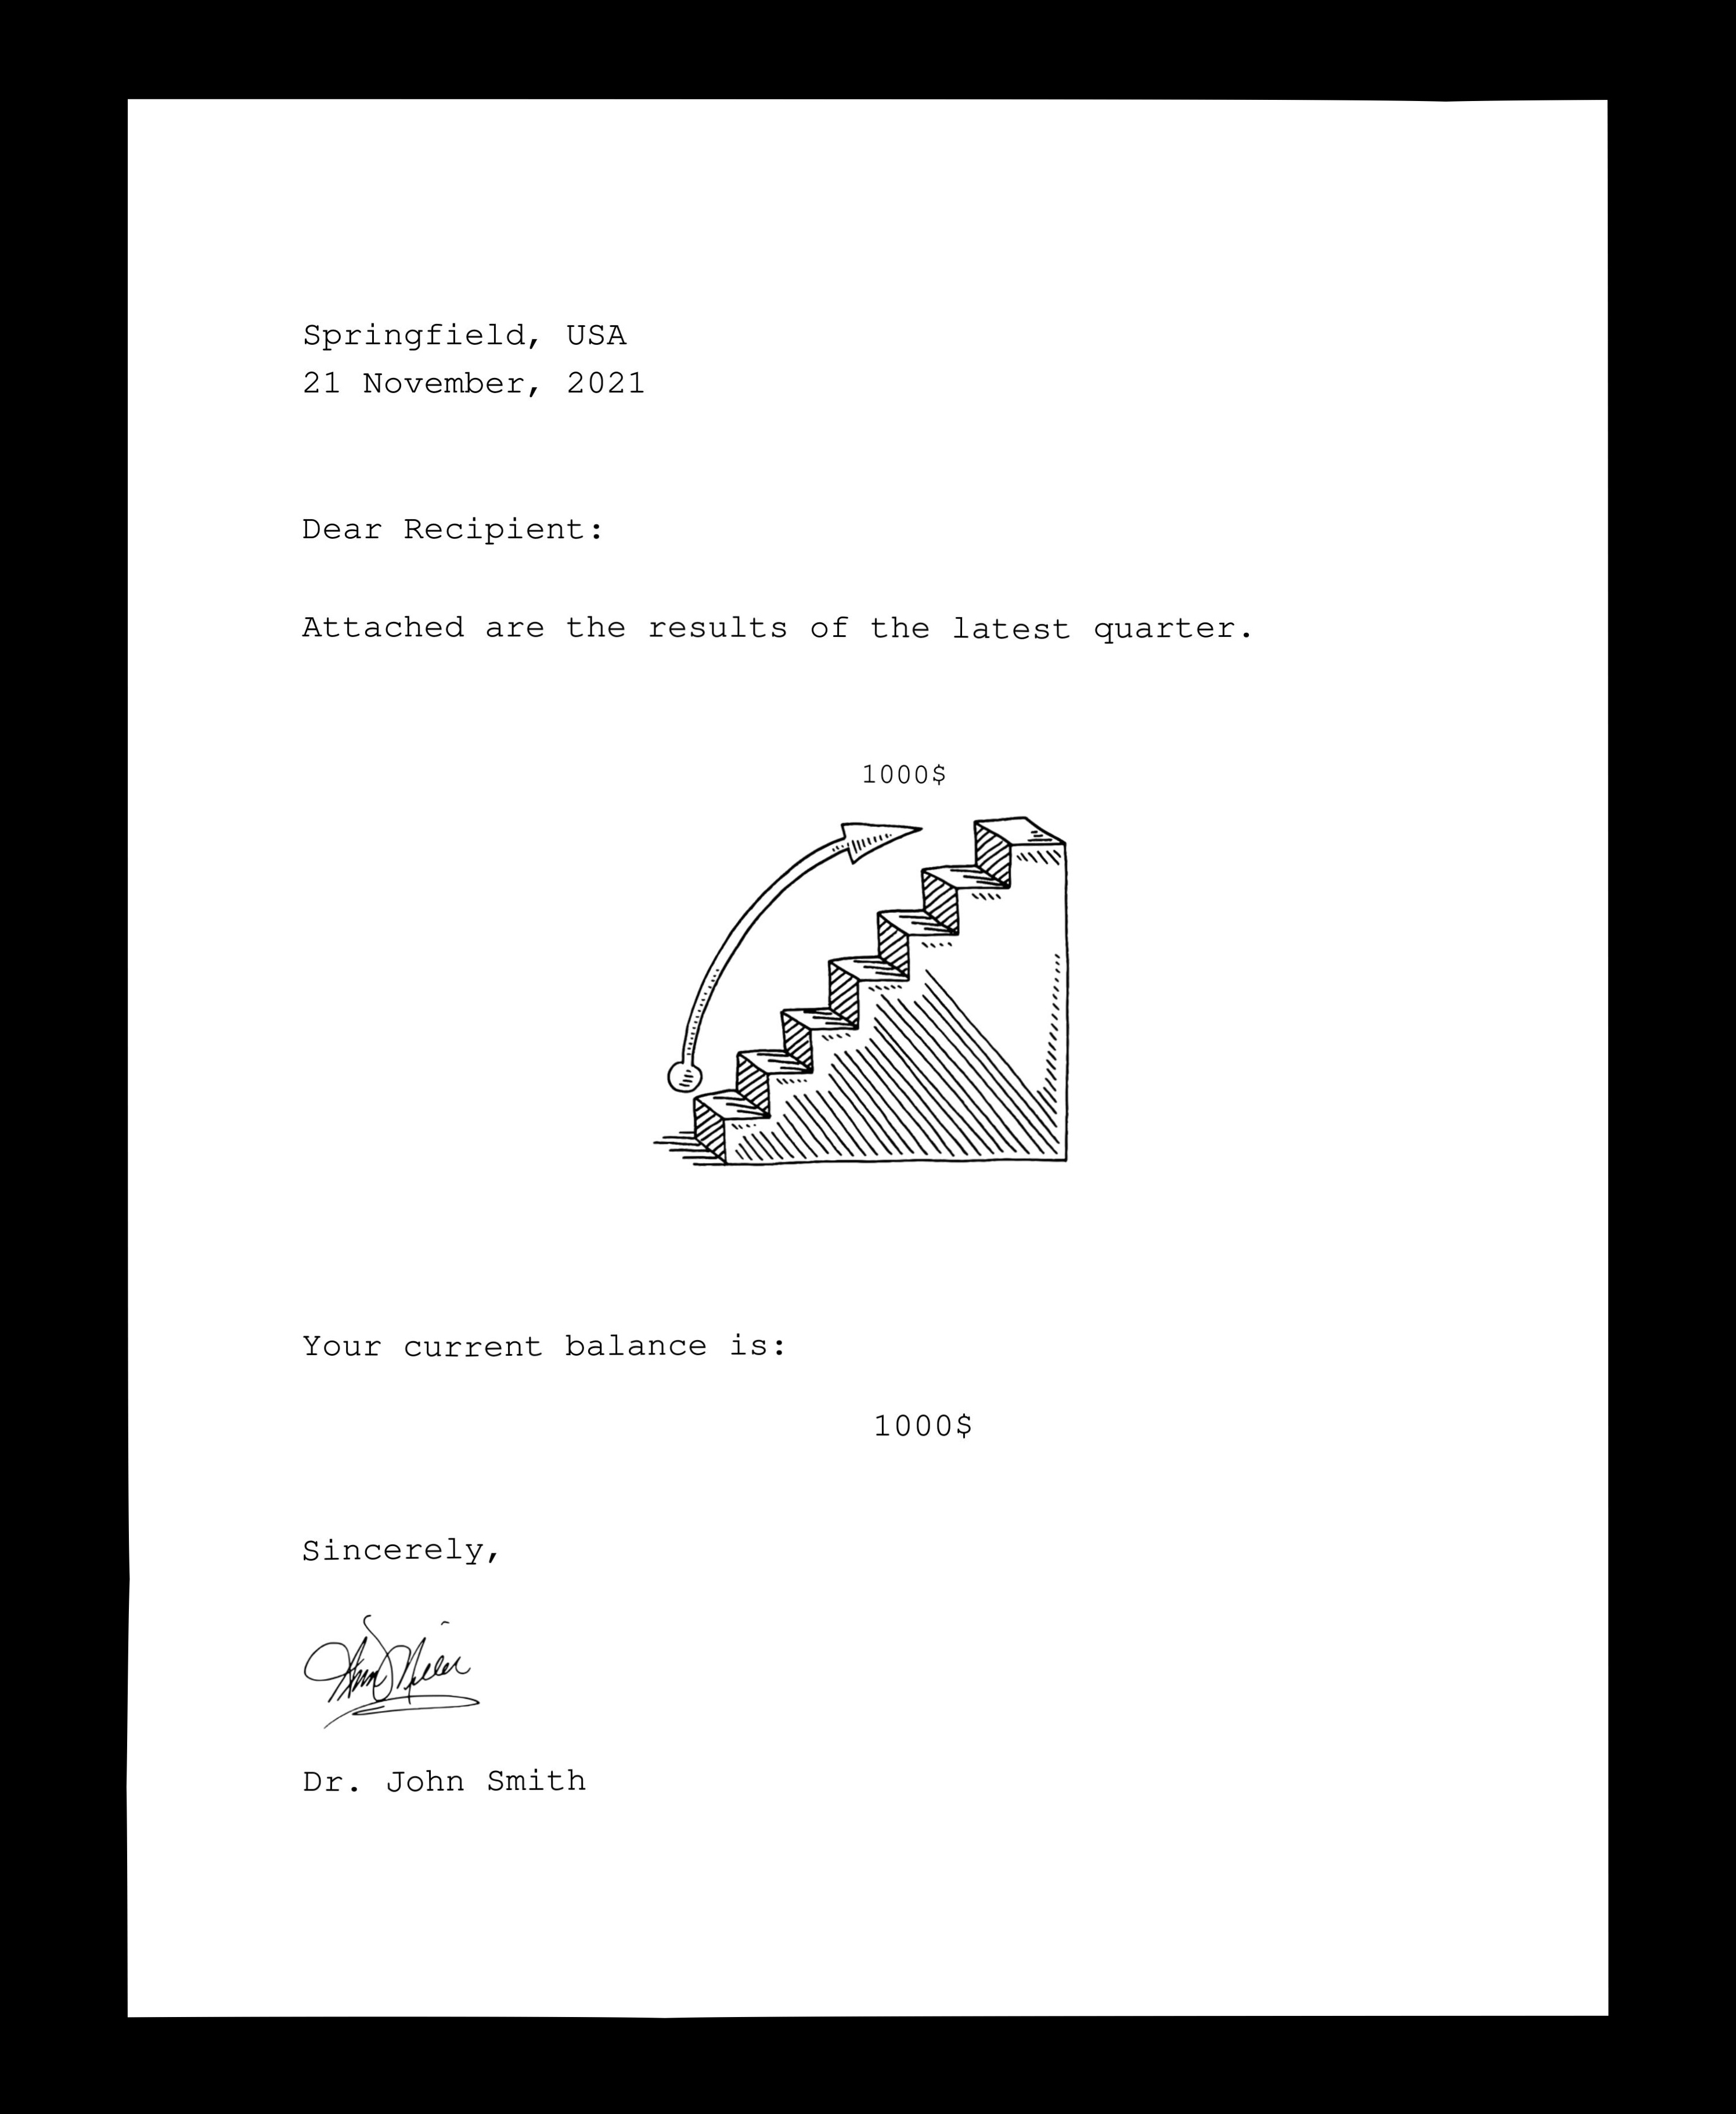 Springfield, USA
21 November, 2021
Dear Recipient:
Attached are the results of the latest quarter.
1000$
Your current balance is:
1000$
Sincerely,
Dr. John Smith